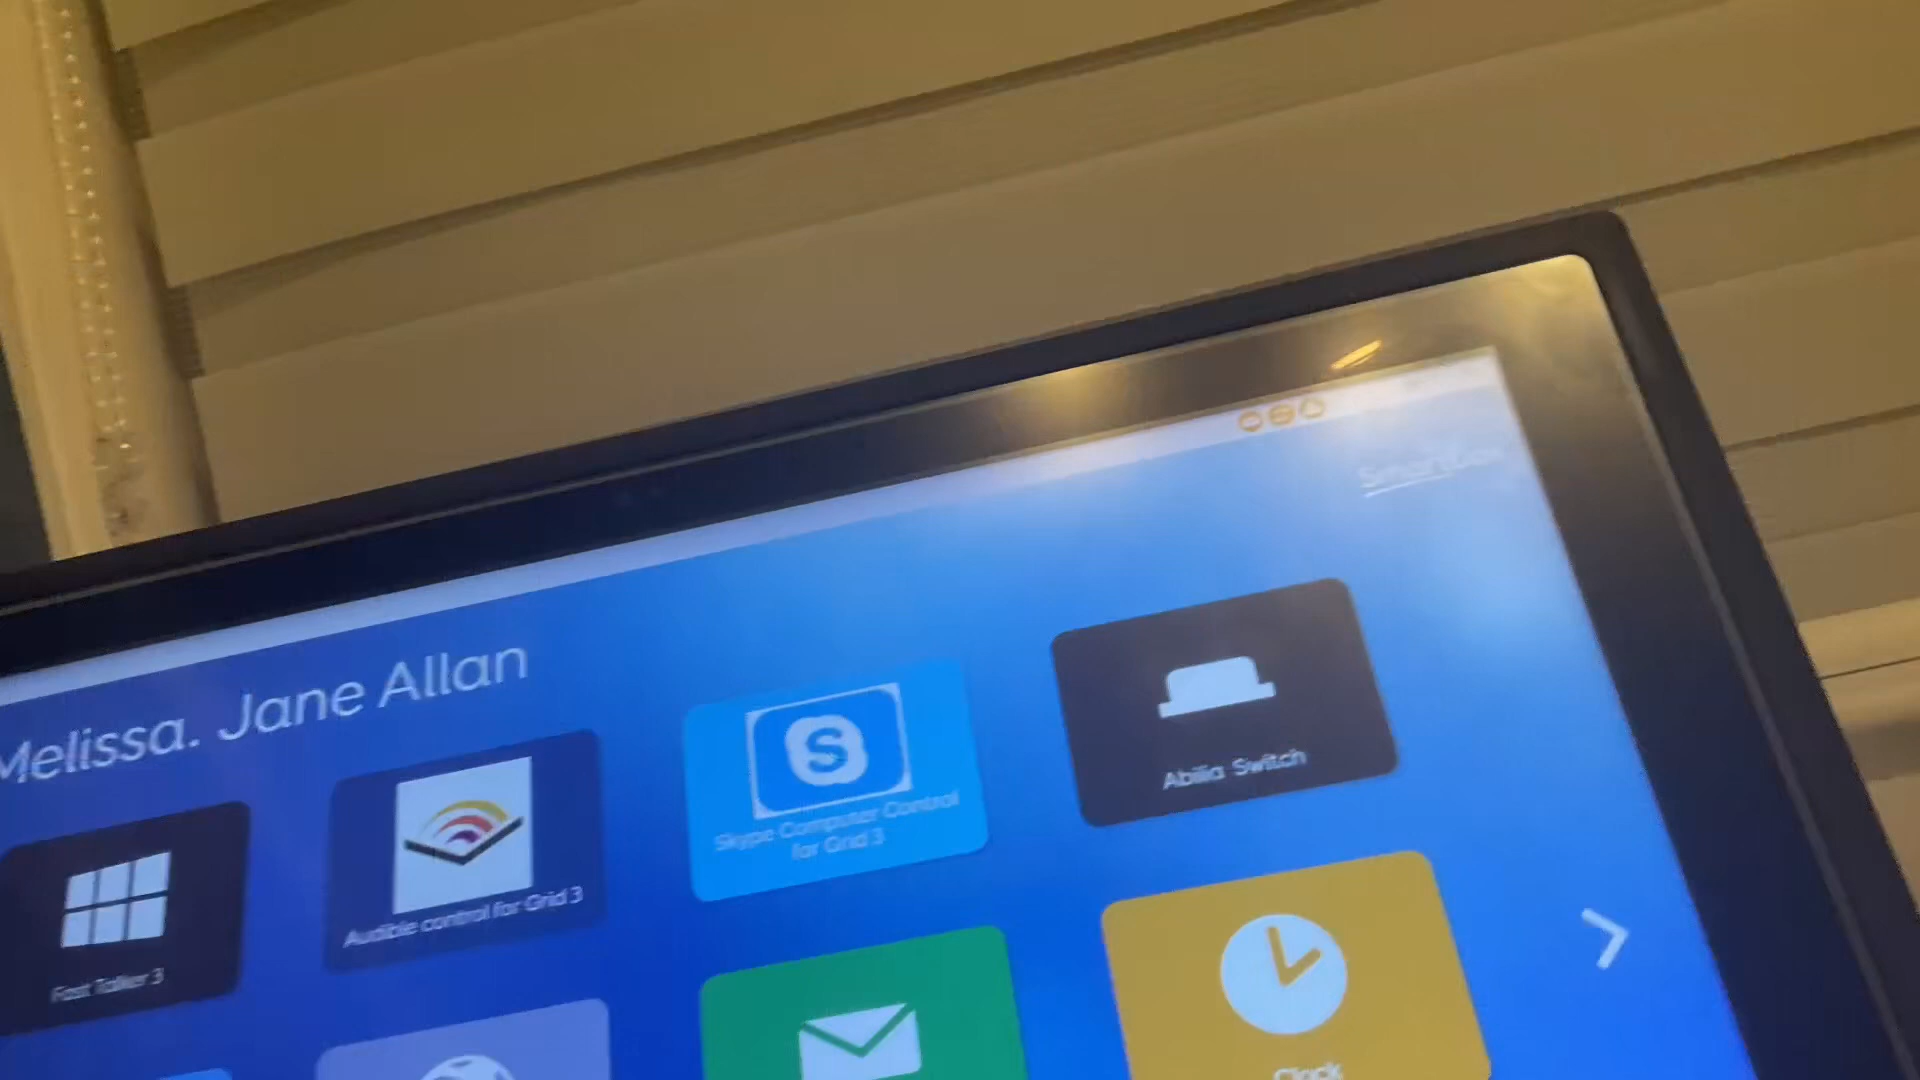 Melissa. Jane Allan
Fast Talker 3
Audible control for Grid 3
Skype Computer Control
for Grid 3
Abilia Switch
Clock